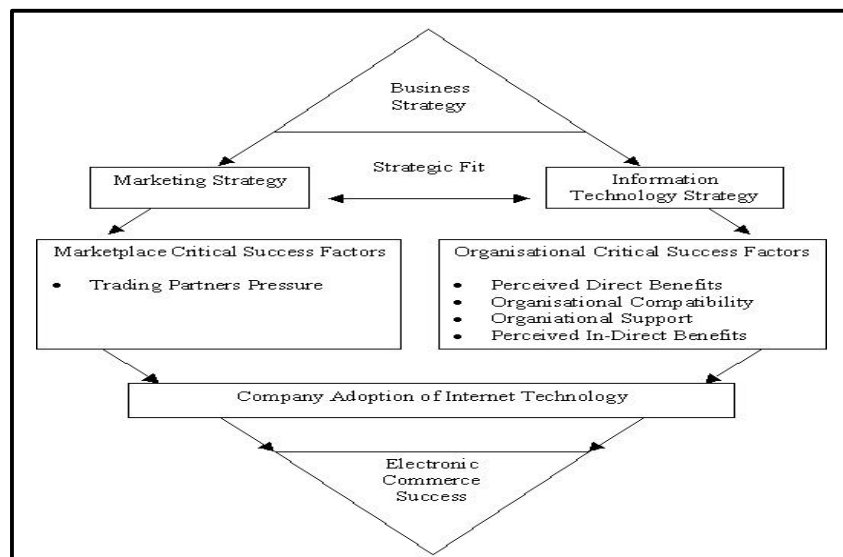 Business
Strategy
Strategic Fit
Marketing Strategy
Information
Technology Strategy
Marketplace Critical Success Factors
• Trading Partners Pressure
Organisational Critical Success Factors
• Perceived Direct Benefits
• Organisational Compatibility
• Organiational Support
• Perceived In-Direct Benefits
Company Adoption of Internet Technology
Electronic
Commerce
Success